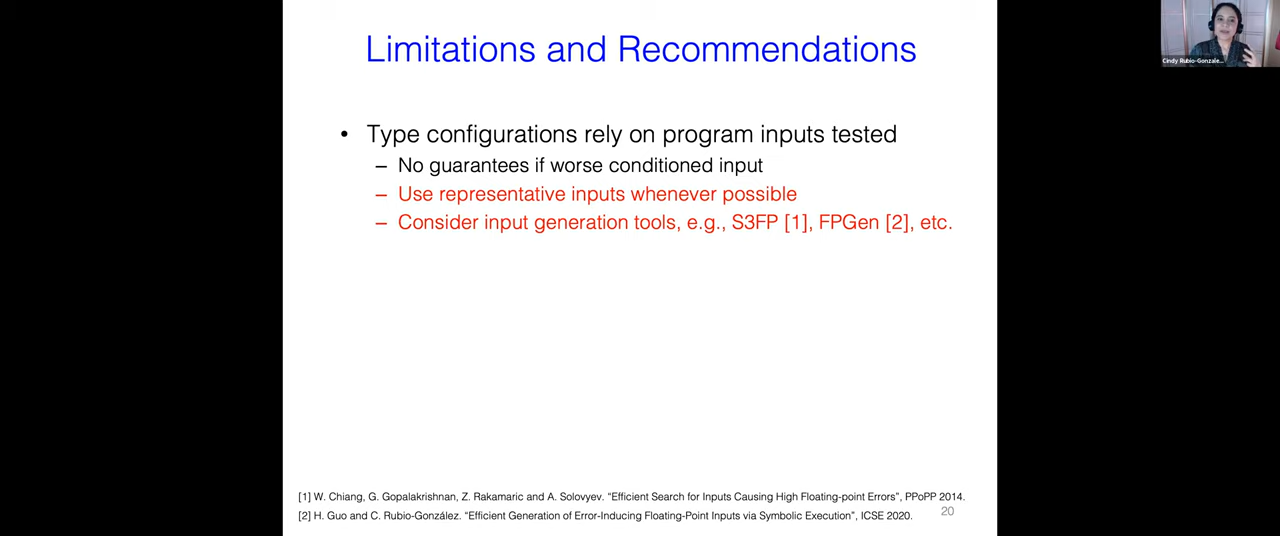 Limitations and Recommendations
Cindy Rubio-Gonzale...
• Type configurations rely on program inputs tested
– No guarantees if worse conditioned input
– Use representative inputs whenever possible
– Consider input generation tools, e.g., S3FP [1], FPGen [2], etc.
[1] W. Chiang, G. Gopalakrishnan, Z. Rakamaric and A. Solovyev. “Efficient Search for Inputs Causing High Floating-point Errors”, PPoPP 2014.
[2] H. Guo and C. Rubio-González. “Efficient Generation of Error-Inducing Floating-Point Inputs via Symbolic Execution”, ICSE 2020.
20